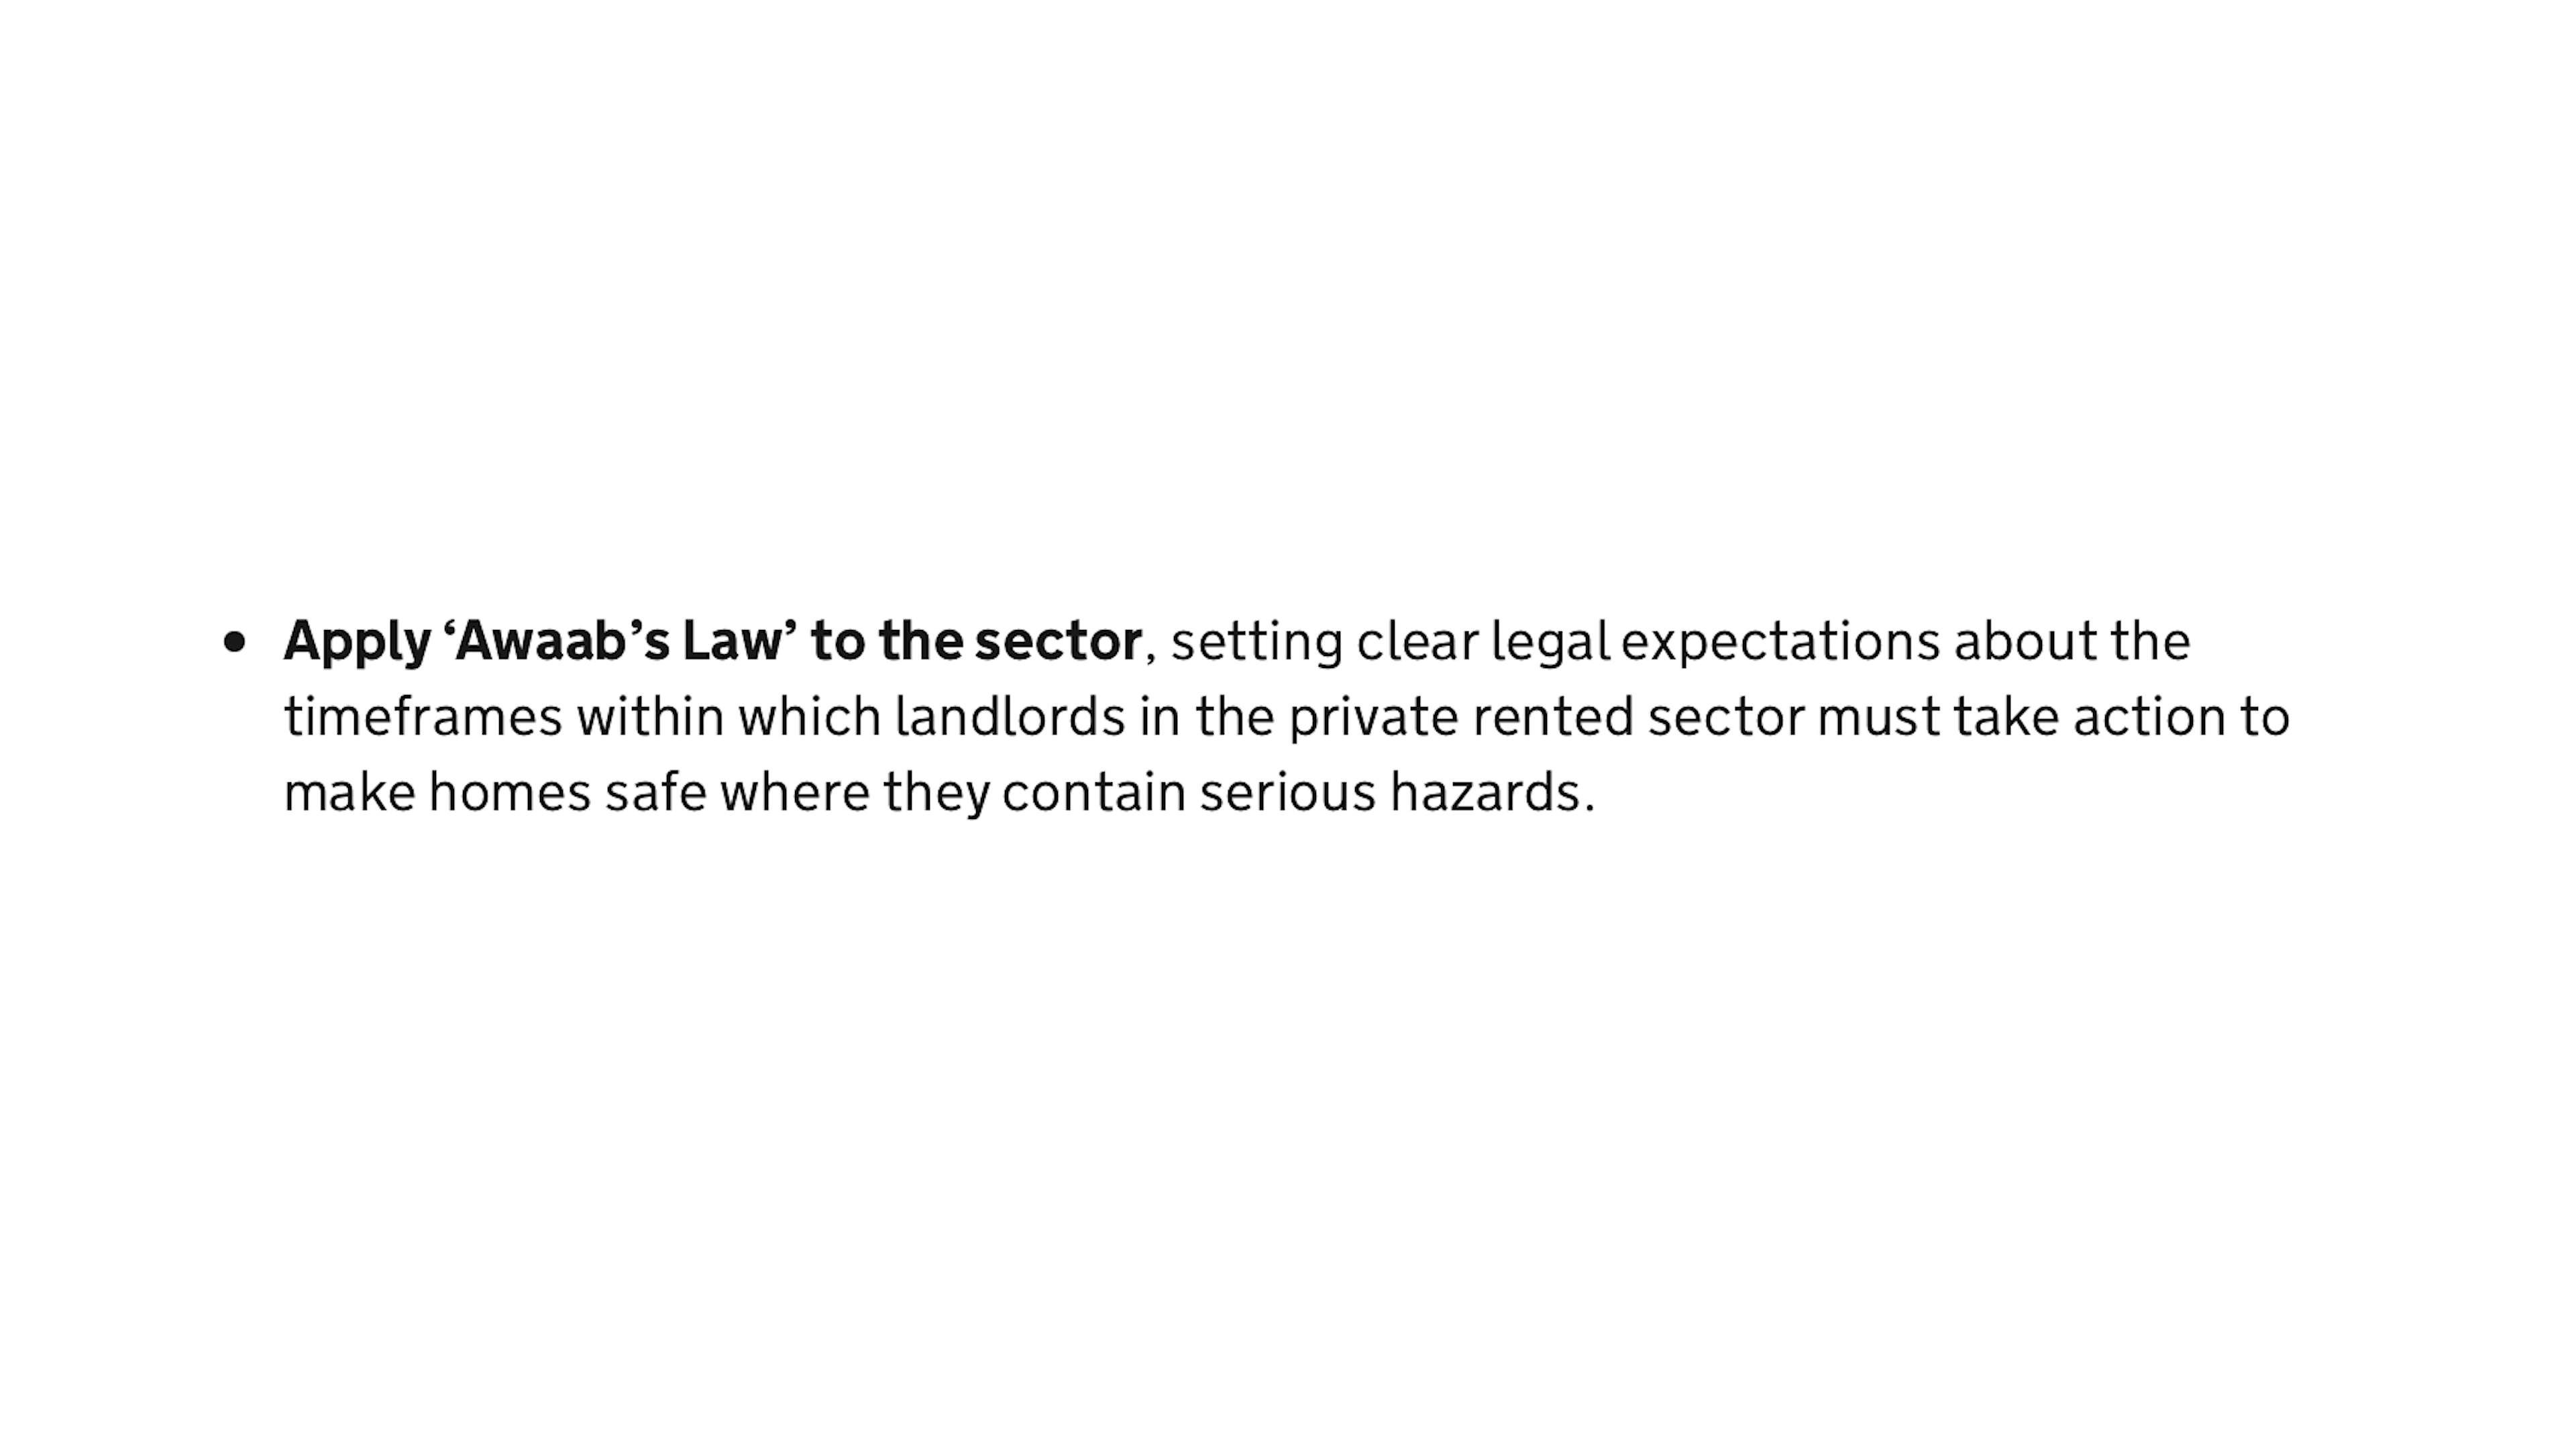 • Apply ‘Awaab’s Law’ to the sector, setting clear legal expectations about the
timeframes within which landlords in the private rented sector must take action to
make homes safe where they contain serious hazards.